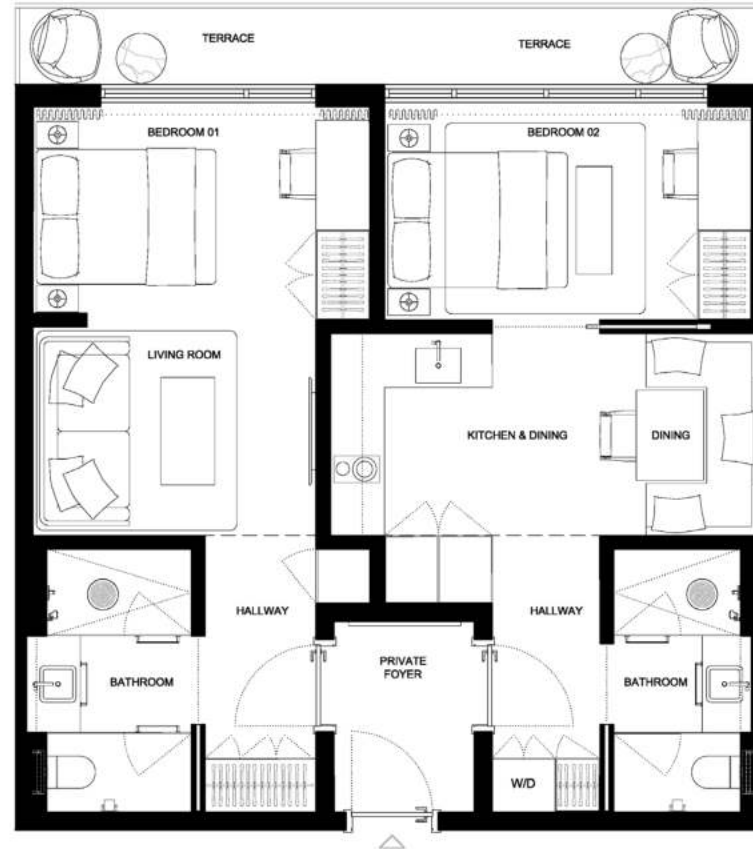 TERRACE
TERRACE
BEDROOM 01
BEDROOM 02
LIVING ROOM
KITCHEN & DINING
DINING
HALLWAY
HALLWAY
PRIVATE
FOYER
BATHROOM
BATHROOM
W/D